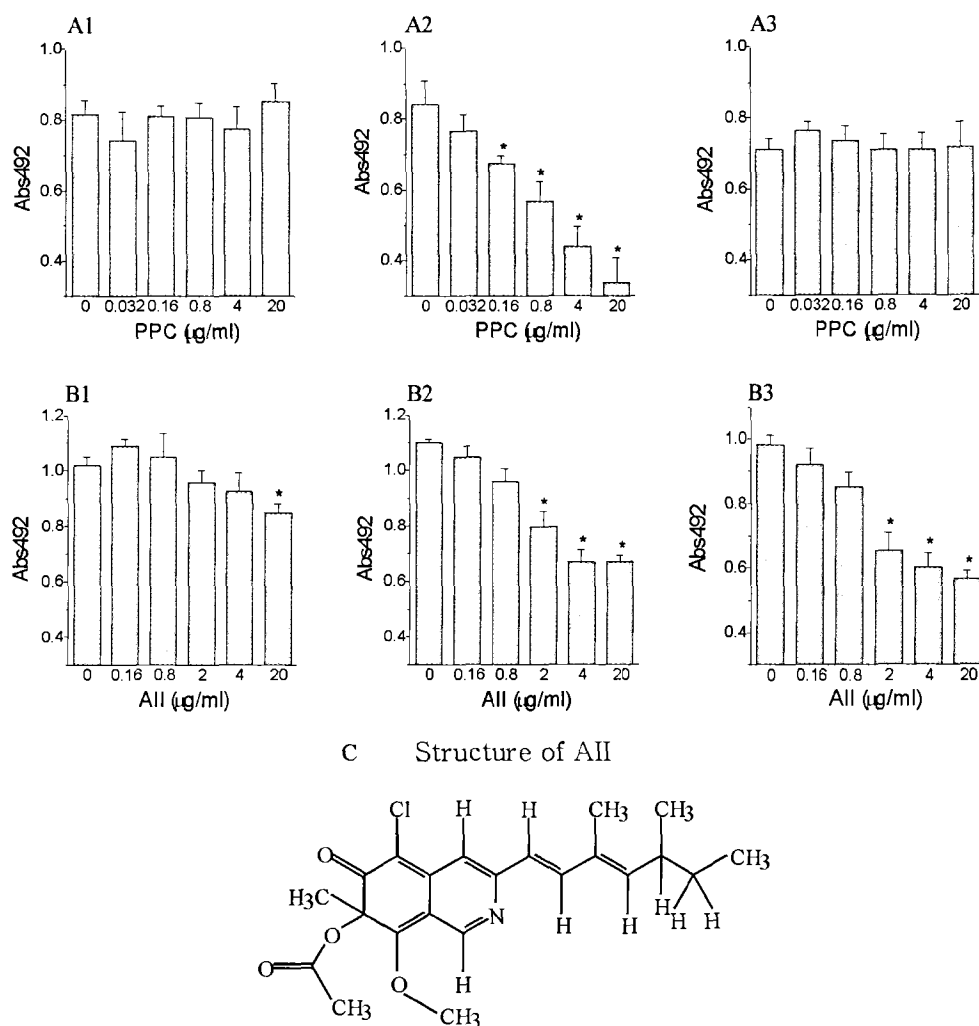 A1
A2
A3
1.0
0.8
0.6
0.4
Abs492
0 0.032 0.16 0.8 4 20
PPC (μg/ml)
1.0
0.8
0.6
0.4
Abs492
* * * *
0 0.032 0.16 0.8 4 20
PPC (μg/ml)
1.0
0.8
0.6
0.4
Abs492
0 0.032 0.16 0.8 4 20
PPC (μg/ml)
B1
B2
B3
1.2
1.0
0.8
0.6
0.4
Abs492
*
0 0.16 0.8 2 4 20
AII (μg/ml)
1.2
1.0
0.8
0.6
0.4
Abs492
* * *
0 0.16 0.8 2 4 20
AII (μg/ml)
1.0
0.8
0.6
0.4
Abs492
* * *
0 0.16 0.8 2 4 20
AII (μg/ml)
C Structure of AII
Cl H H CH3 CH3
O CH3
H3C N H H H H H
O
O O H
CH3